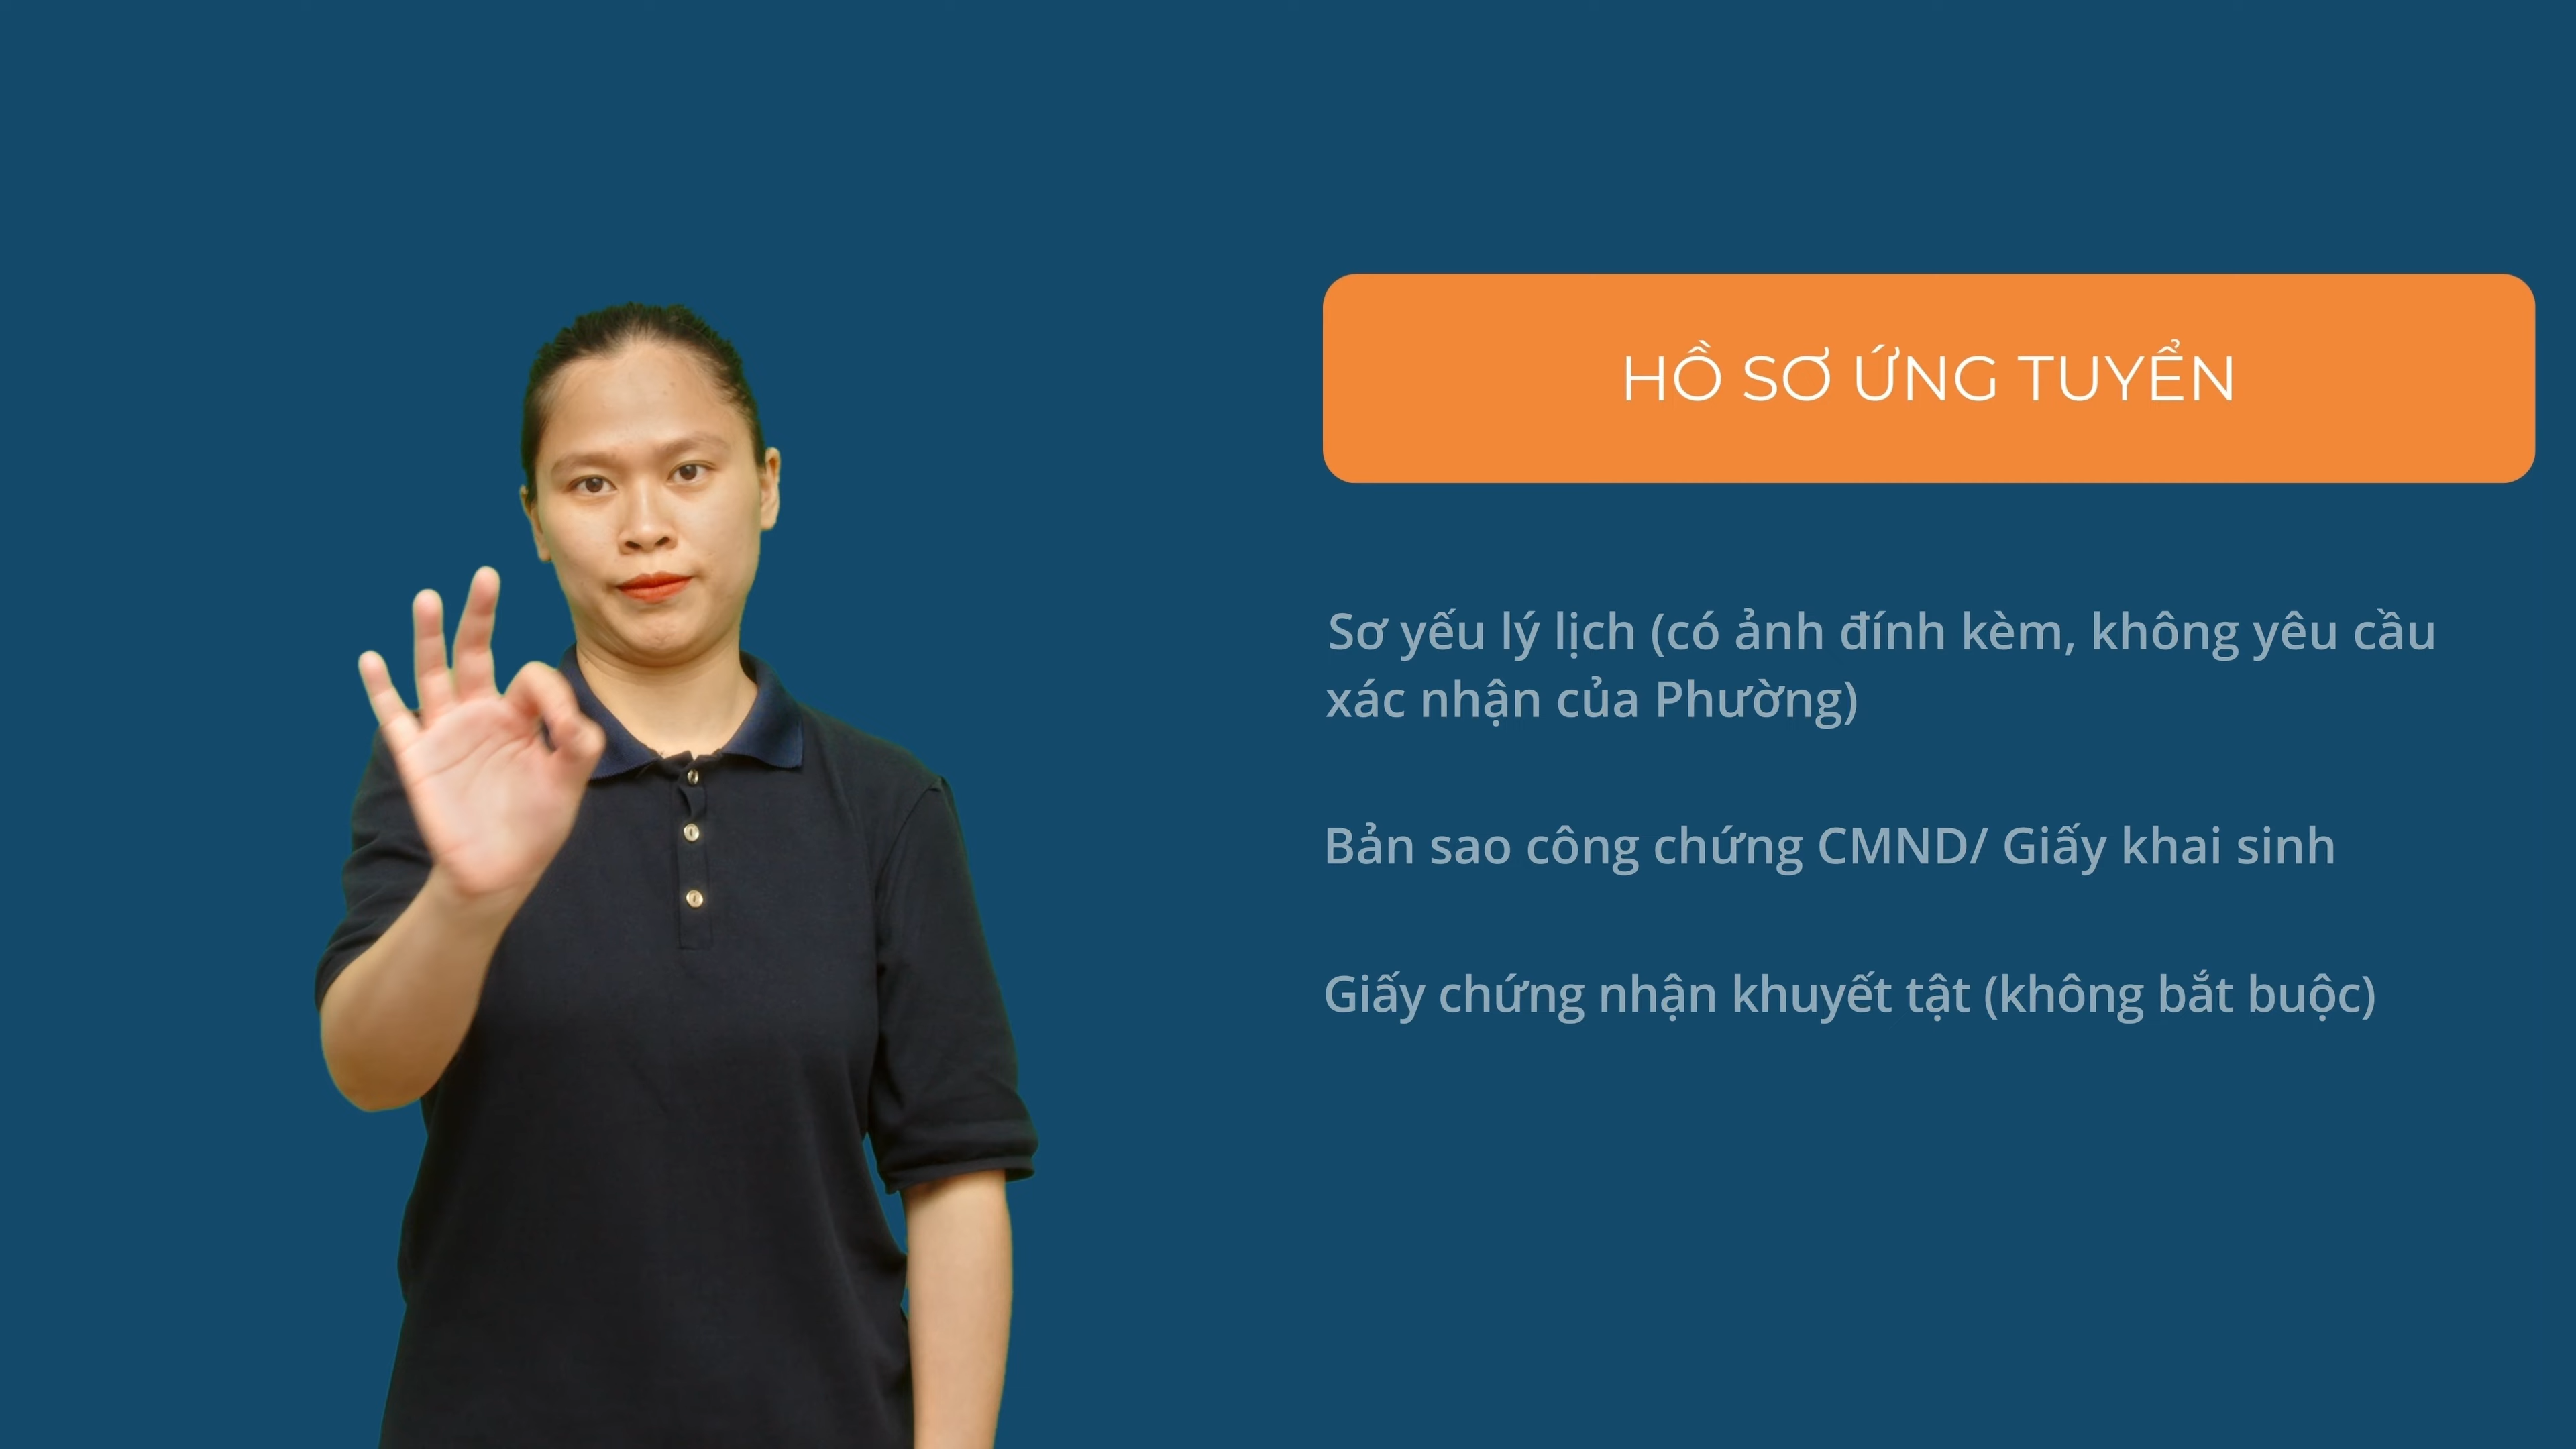 HỒ SƠ ỨNG TUYỂN
Sơ yếu lý lịch (có ảnh đính kèm, không yêu cầu
xác nhận của Phường)
Bản sao công chứng CMND/ Giấy khai sinh
Giấy chứng nhận khuyết tật (không bắt buộc)